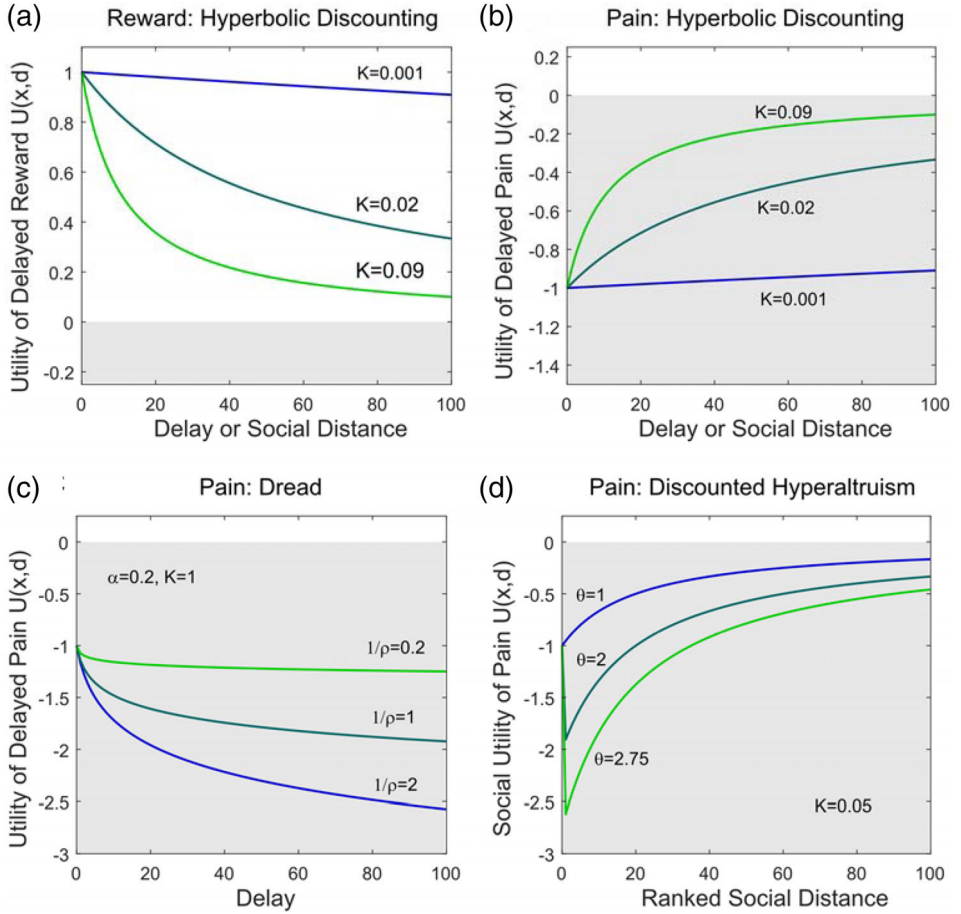 (a)
Reward: Hyperbolic Discounting
Utility of Delayed Reward U(x,d)
1
0.8
0.6
0.4
0.2
0
-0.2
K=0.001
K=0.02
K=0.09
0 20 40 60 80 100
Delay or Social Distance
(b)
Pain: Hyperbolic Discounting
Utility of Delayed Pain U(x,d)
0.2
0
-0.2
-0.4
-0.6
-0.8
-1
-1.2
-1.4
K=0.09
K=0.02
K=0.001
0 20 40 60 80 100
Delay or Social Distance
(c)
Pain: Dread
Utility of Delayed Pain U(x,d)
0
-0.5
-1
-1.5
-2
-2.5
-3
α=0.2, K=1
1/ρ=0.2
1/ρ=1
1/ρ=2
0 20 40 60 80 100
Delay
(d)
Pain: Discounted Hyperaltruism
Social Utility of Pain U(x,d)
0
-0.5
-1
-1.5
-2
-2.5
-3
θ=1
θ=2
θ=2.75
K=0.05
0 20 40 60 80 100
Ranked Social Distance